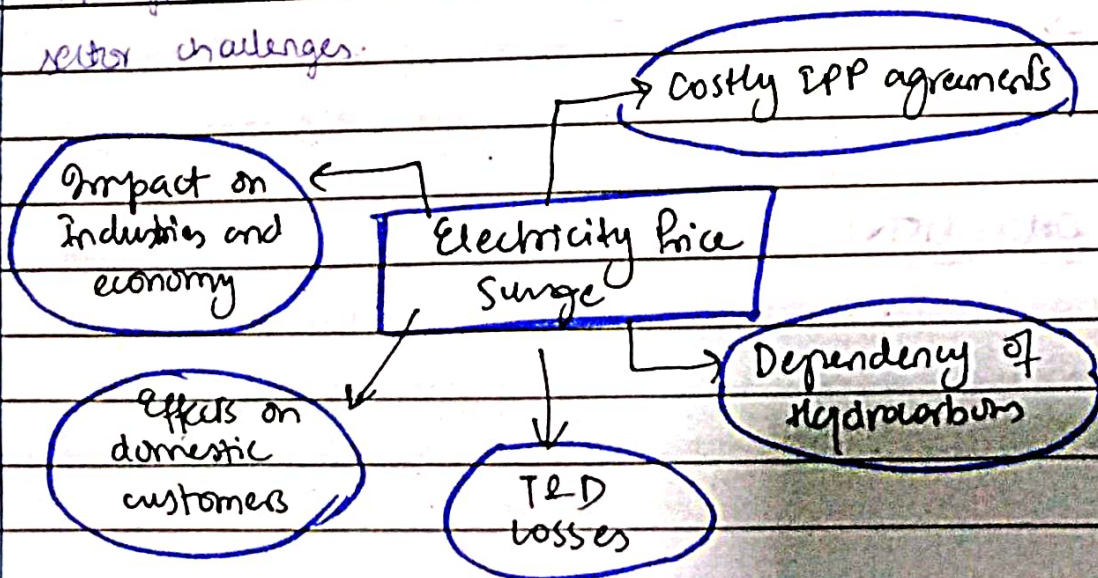 sector challenges.
Costly IPP agreements
Impact on
Industries and
economy
Electricity Price
Surge
Dependency of
Hydrocarbons
Effects on
domestic
customers
T&D
Losses